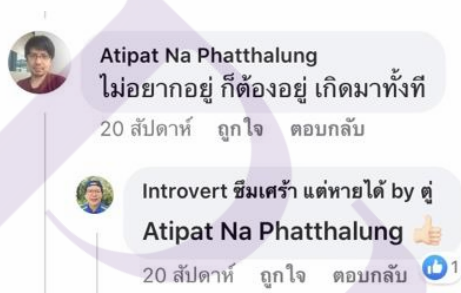 Atipat Na Phatthalung
ไม่อยากอยู่ ก็ต้องอยู่ เกิดมาทั้งที
20 สัปดาห์ ถูกใจ ตอบกลับ
Introvert ซึมเศร้า แต่หายได้ by ตู่
Atipat Na Phatthalung 👍🏻
20 สัปดาห์ ถูกใจ ตอบกลับ 1